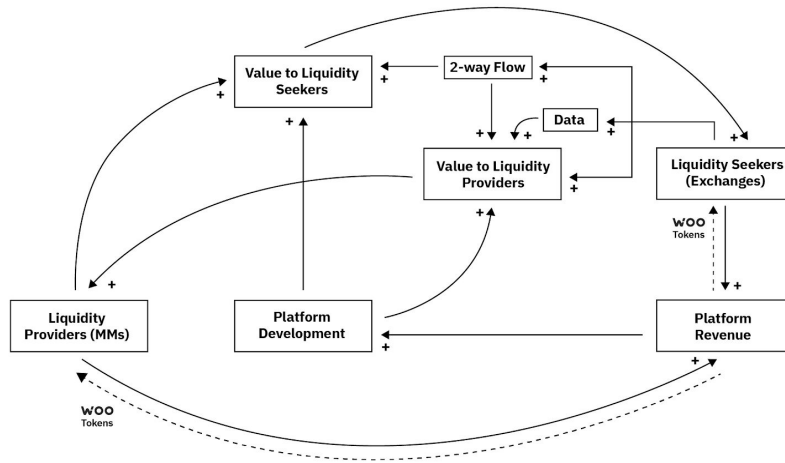 Value to Liquidity
Seekers
+
2-way Flow
+
+
+
Data
+
+
+
+
Value to Liquidity
Providers
+
+
Liquidity Seekers
(Exchanges)
+
WOO
Tokens
+
+
Liquidity
Providers (MMs)
Platform
Development
+
Platform
Revenue
+
WOO
Tokens